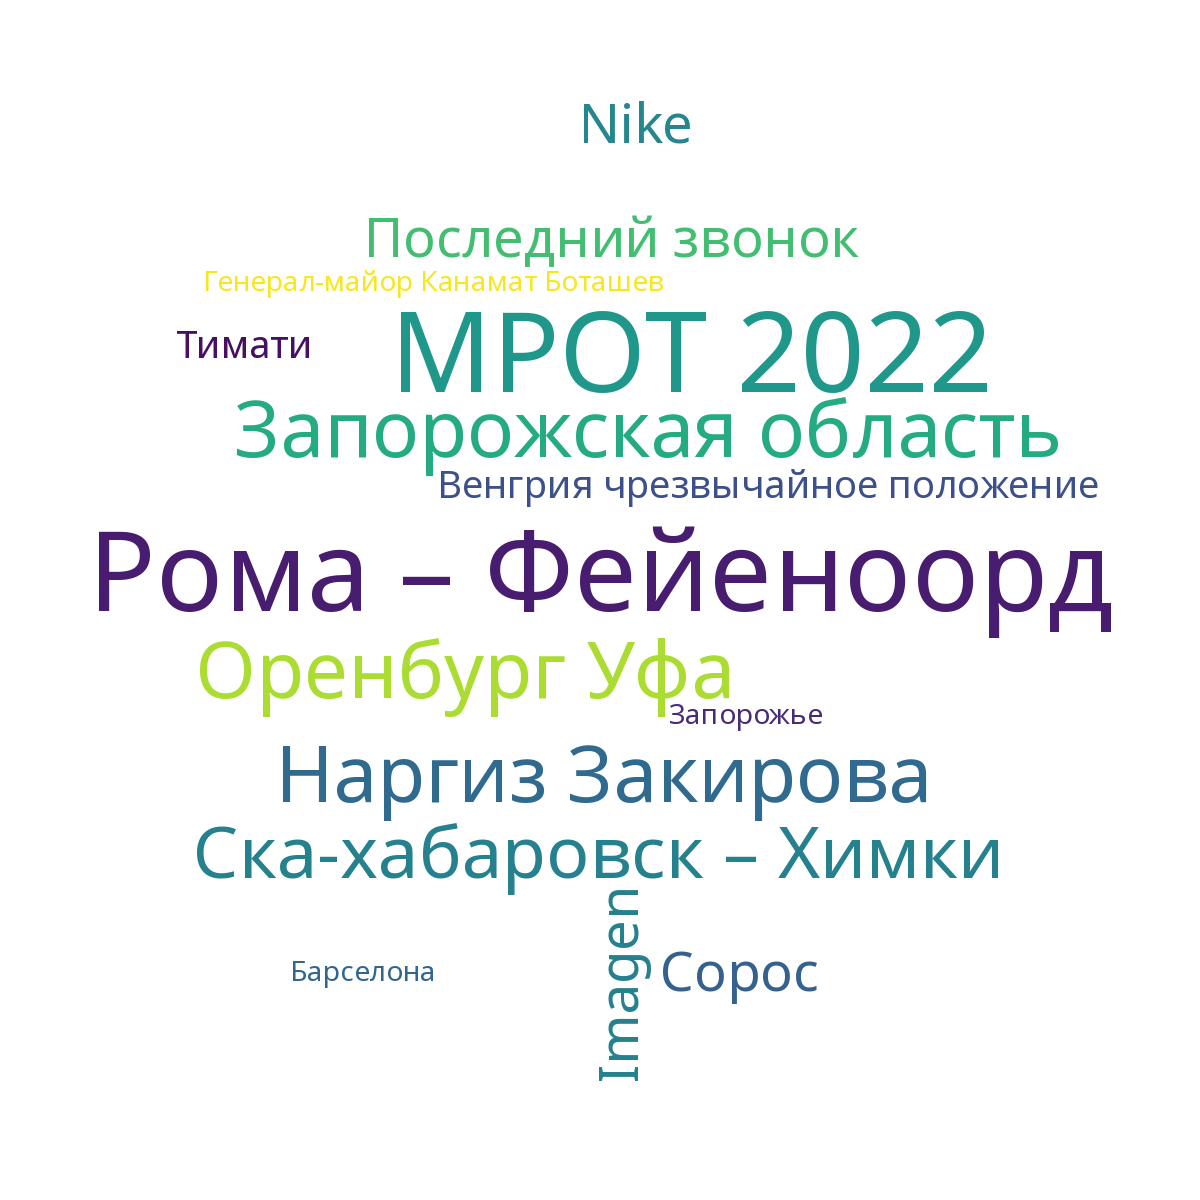 Nike
Последний звонок
Генерал-майор Канамат Боташев
Тимати
МРОТ 2022
Запорожская область
Венгрия чрезвычайное положение
Рома – Фейеноорд
Оренбург Уфа
Запорожье
Наргиз Закирова
Ска-хабаровск – Химки
Imagen
Сорос
Барселона